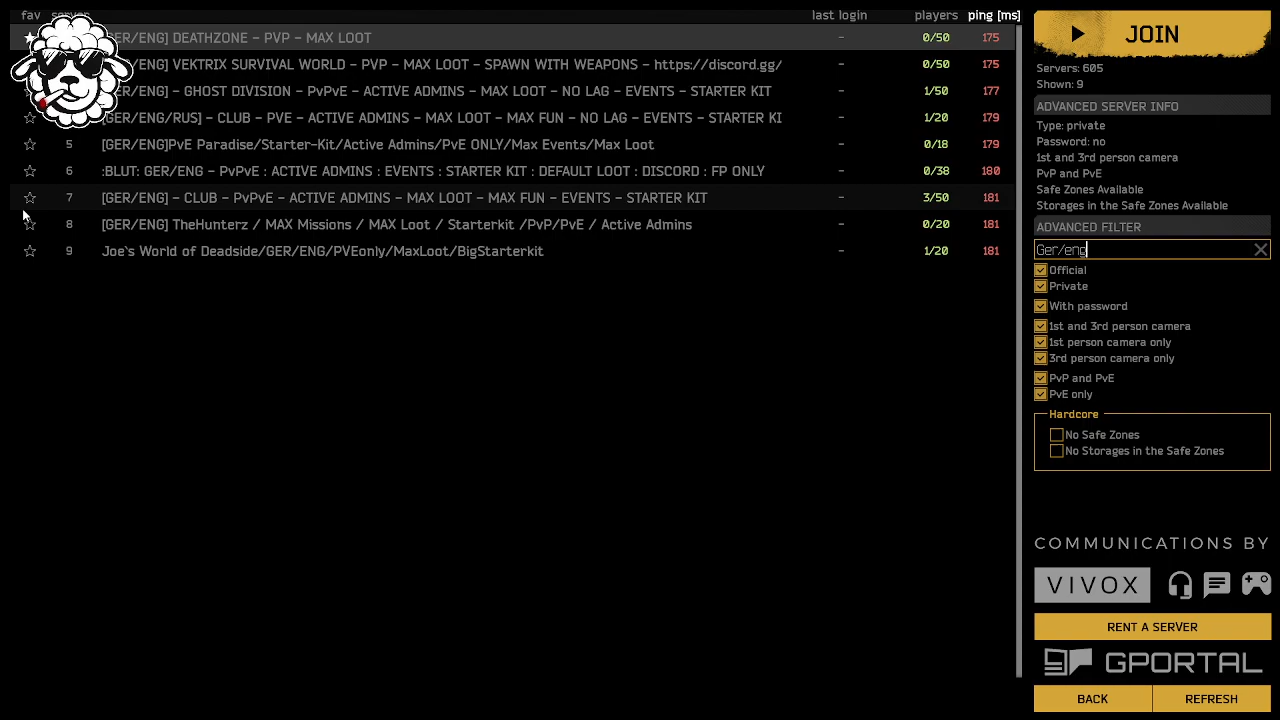 fav server last login players ping [ms]
GER/ENG] DEATHZONE – PVP – MAX LOOT – 0/50 175
/ENG] VEKTRIX SURVIVAL WORLD – PVP – MAX LOOT – SPAWN WITH WEAPONS – https://discord.gg/ – 0/50 175
/ENG] – GHOST DIVISION – PvPvE – ACTIVE ADMINS – MAX LOOT – NO LAG – EVENTS – STARTER KIT – 1/50 177
[GER/ENG/RUS] – CLUB – PVE – ACTIVE ADMINS – MAX LOOT – MAX FUN – NO LAG – EVENTS – STARTER KI – 1/20 179
5 [GER/ENG]PvE Paradise/Starter-Kit/Active Admins/PvE ONLY/Max Events/Max Loot – 0/18 179
6 :BLUT: GER/ENG – PvPvE : ACTIVE ADMINS : EVENTS : STARTER KIT : DEFAULT LOOT : DISCORD : FP ONLY – 0/38 180
7 [GER/ENG] – CLUB – PvPvE – ACTIVE ADMINS – MAX LOOT – MAX FUN – EVENTS – STARTER KIT – 3/50 181
8 [GER/ENG] TheHunterz / MAX Missions / MAX Loot / Starterkit /PvP/PvE / Active Admins – 0/20 181
9 Joe`s World of Deadside/GER/ENG/PVEonly/MaxLoot/BigStarterkit – 1/20 181
JOIN
Servers: 605
Shown: 9
ADVANCED SERVER INFO
Type: private
Password: no
1st and 3rd person camera
PvP and PvE
Safe Zones Available
Storages in the Safe Zones Available
ADVANCED FILTER
Ger/eng
Official
Private
With password
1st and 3rd person camera
1st person camera only
3rd person camera only
PvP and PvE
PvE only
Hardcore
No Safe Zones
No Storages in the Safe Zones
COMMUNICATIONS BY
VIVOX
RENT A SERVER
GPORTAL
BACK REFRESH